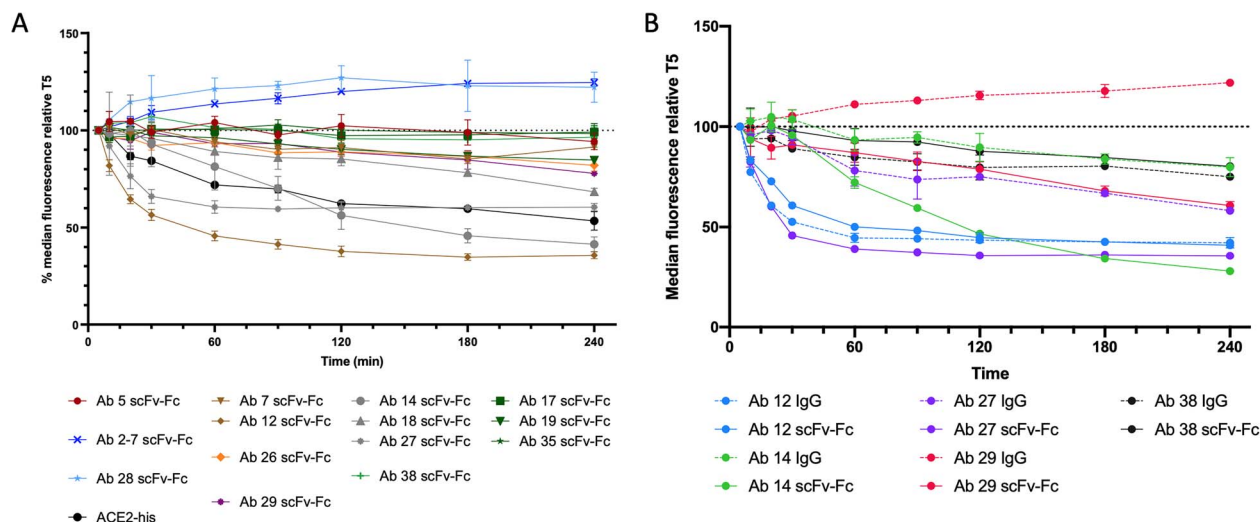 A
% median fluorescence relative T5
150
100
50
0
0 60 120 180 240
Time (min)
Ab 5 scFv-Fc
Ab 2-7 scFv-Fc
Ab 28 scFv-Fc
ACE2-his
Ab 7 scFv-Fc
Ab 12 scFv-Fc
Ab 26 scFv-Fc
Ab 29 scFv-Fc
Ab 14 scFv-Fc
Ab 18 scFv-Fc
Ab 27 scFv-Fc
Ab 38 scFv-Fc
Ab 17 scFv-Fc
Ab 19 scFv-Fc
Ab 35 scFv-Fc
B
Median fluorescence relative T5
150
100
50
0
0 60 120 180 240
Time
Ab 12 IgG
Ab 12 scFv-Fc
Ab 14 IgG
Ab 14 scFv-Fc
Ab 27 IgG
Ab 27 scFv-Fc
Ab 29 IgG
Ab 29 scFv-Fc
Ab 38 IgG
Ab 38 scFv-Fc